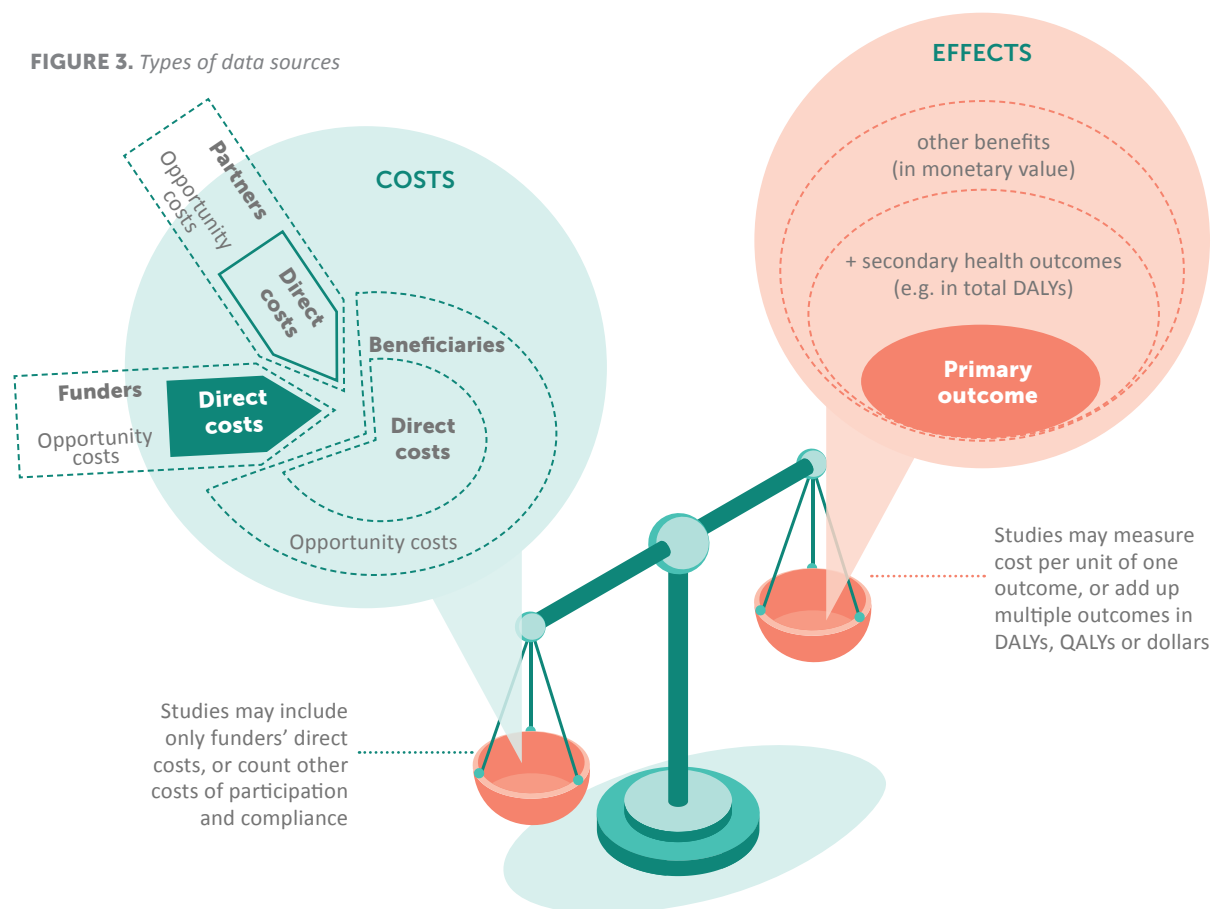 FIGURE 3. Types of data sources
COSTS
Partners
Opportunity
costs
Direct
costs
Funders
Opportunity
costs
Direct
costs
Beneficiaries
Direct
costs
Opportunity costs
Studies may include
only funders’ direct
costs, or count other
costs of participation
and compliance
EFFECTS
other benefits
(in monetary value)
+ secondary health outcomes
(e.g. in total DALYs)
Primary
outcome
Studies may measure
cost per unit of one
outcome, or add up
multiple outcomes in
DALYs, QALYs or dollars